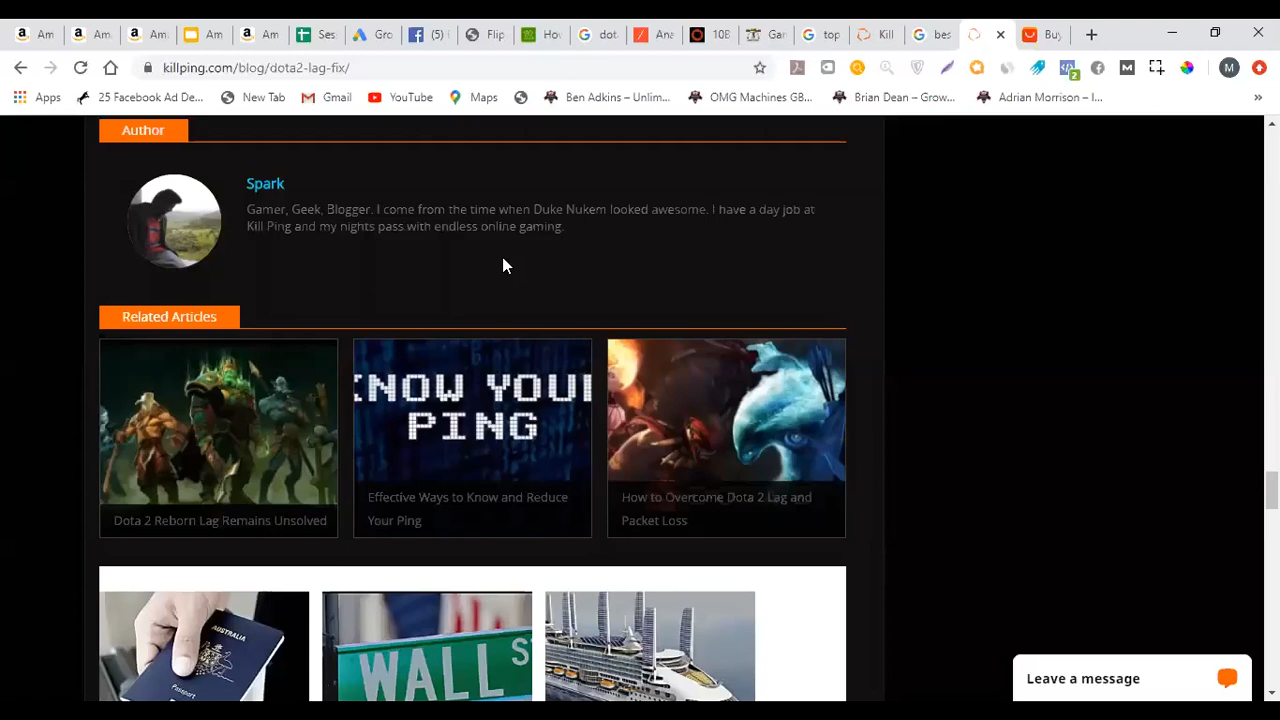 Am
Am
Am
Am
Am
Ses
Gro
(5)
Flip
Ho
dot
Ana
108
Gar
top
Kill
bes
Buy
killping.com/blog/dota2-lag-fix/
2
M
Apps
25 Facebook Ad De...
New Tab
Gmail
YouTube
Maps
Ben Adkins – Unlim...
OMG Machines GB...
Brian Dean – Grow...
Adrian Morrison – I...
»
Author
Spark
Gamer, Geek, Blogger. I come from the time when Duke Nukem looked awesome. I have a day job at
Kill Ping and my nights pass with endless online gaming.
Related Articles
KNOW YOUR
PING
Dota 2 Reborn Lag Remains Unsolved
Effective Ways to Know and Reduce
Your Ping
How to Overcome Dota 2 Lag and
Packet Loss
AUSTRALIA
Passport
WALL S
Leave a message